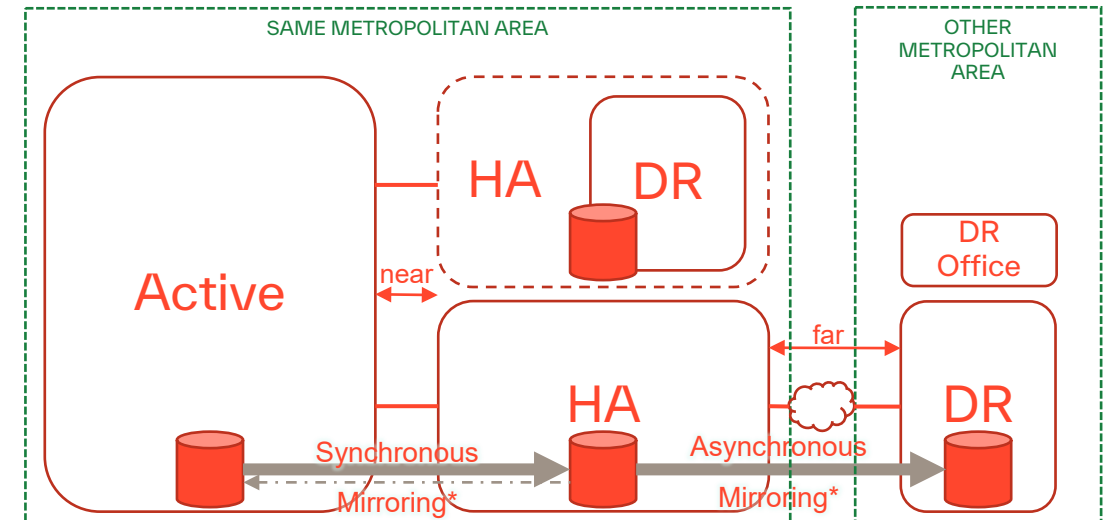 SAME METROPOLITAN AREA
OTHER
METROPOLITAN
AREA
HA
DR
Active
near
DR
Office
far
HA
DR
Synchronous
Mirroring*
Asynchronous
Mirroring*